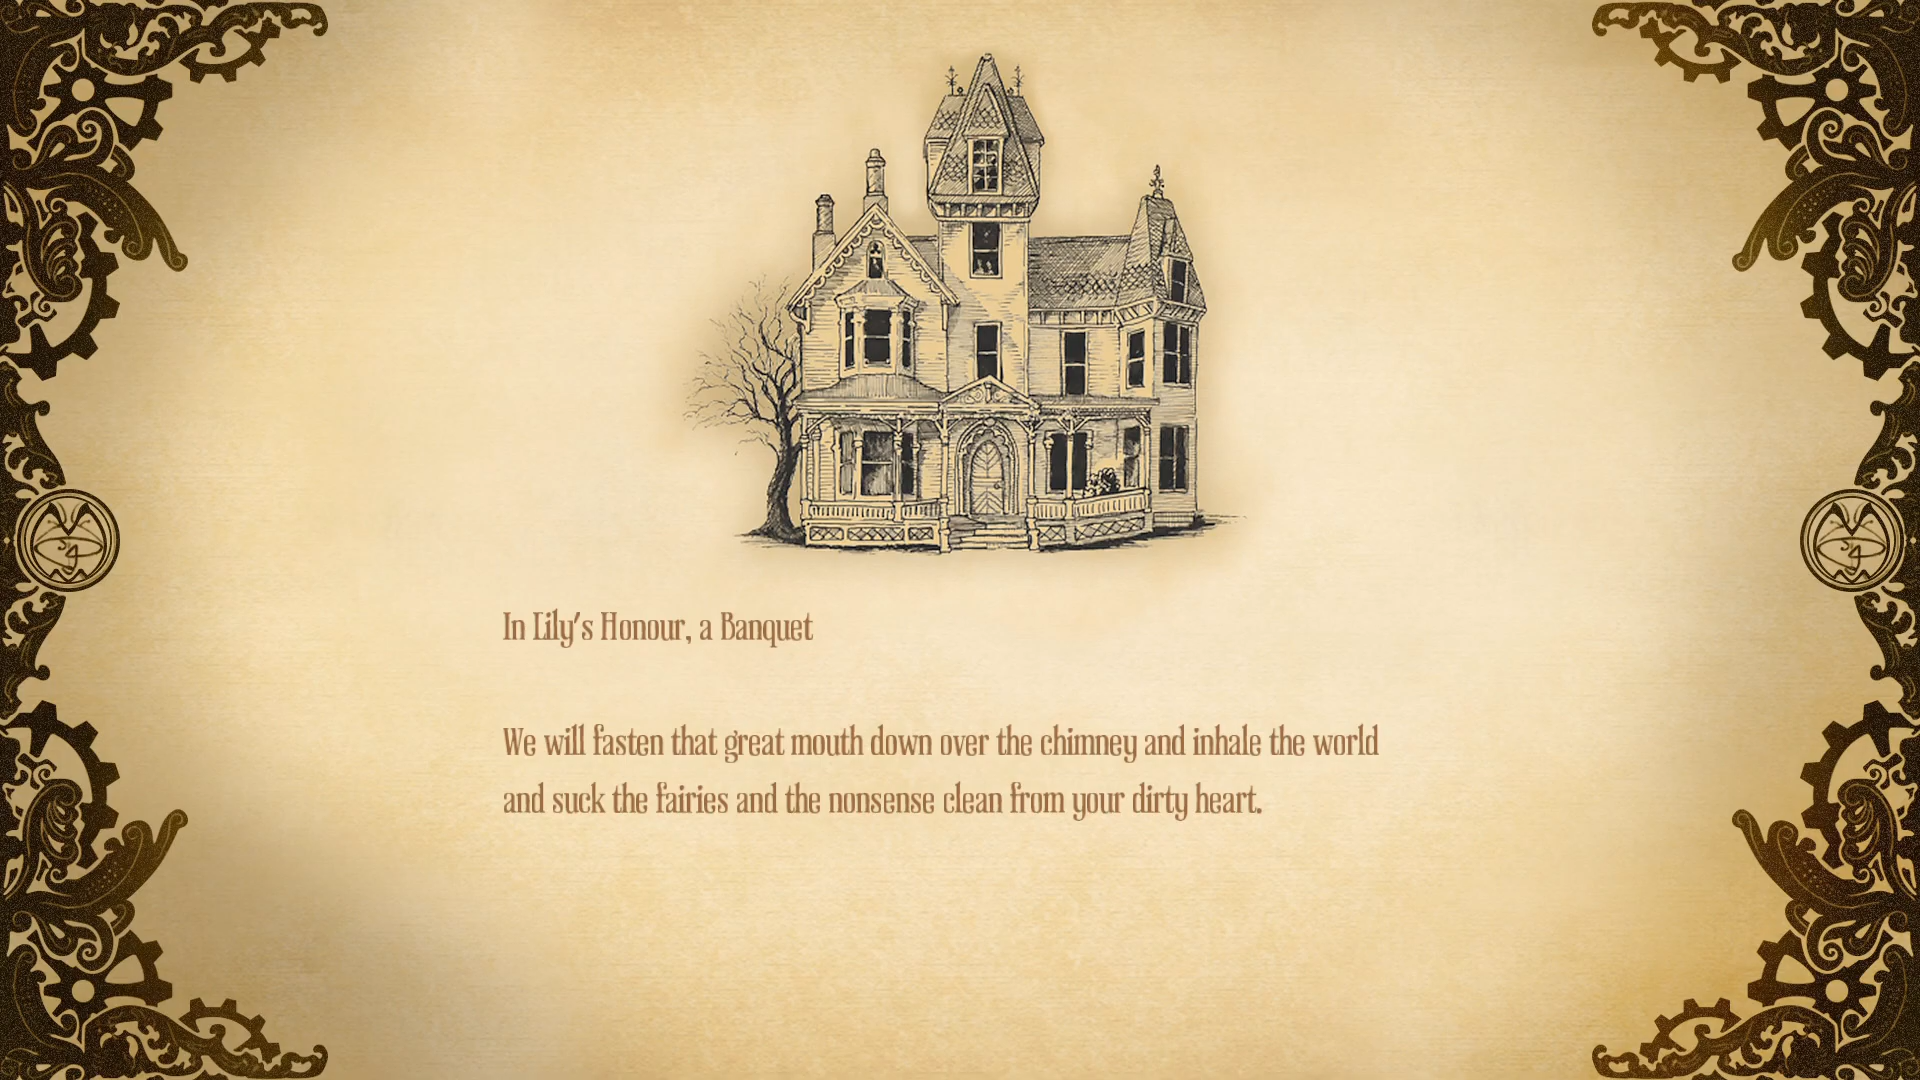 In Lily's Honour, a Banquet
We will fasten that great mouth down over the chimney and inhale the world
and suck the fairies and the nonsense clean from your dirty heart.